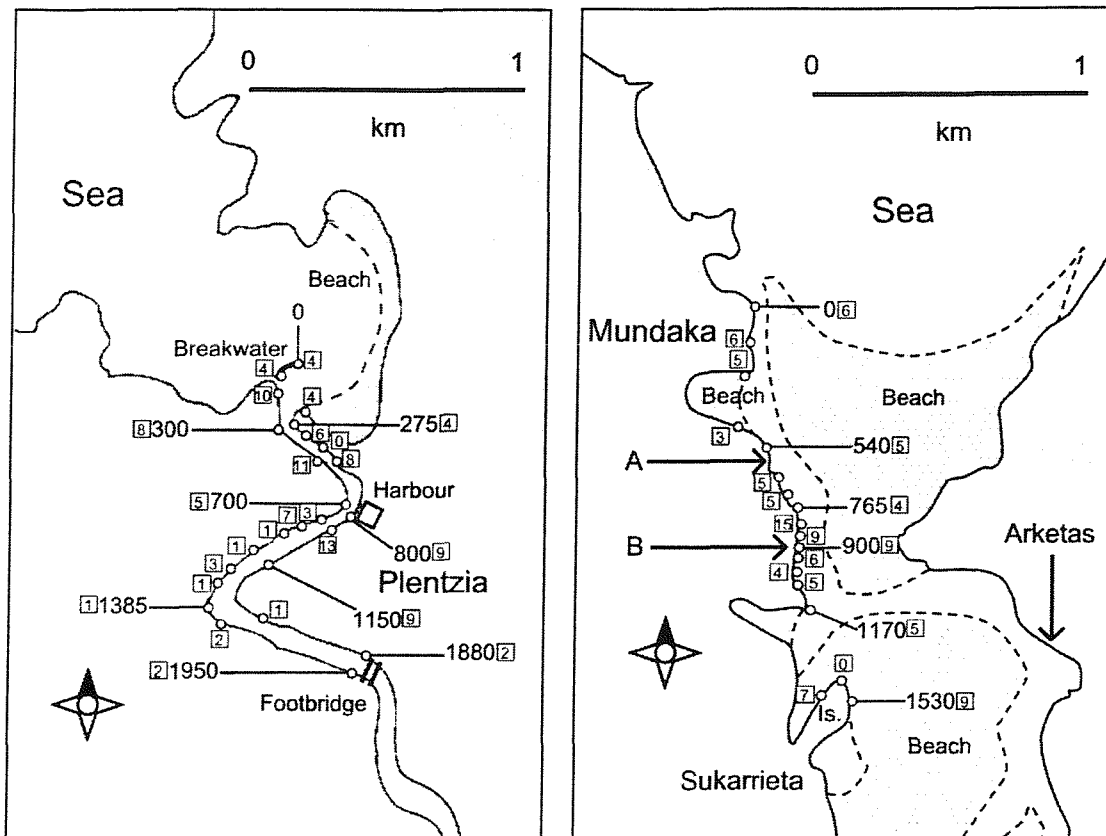 0 1
km
Sea
Beach
0
Breakwater
4
4
10
4
8 300
275 4
6
0
11
8
5 700
Harbour
3
7
1
13
1
3
800 9
1
Plentzia
1 1385
1150 9
1
2
1880 2
2 1950
Footbridge
0 1
km
Sea
0 6
Mundaka
6
5
Beach
Beach
3
540 5
A
5
5
765 4
15
9
B
900 9
Arketas
6
4
5
1170 5
0
7
Is.
1530 9
Beach
Sukarrieta